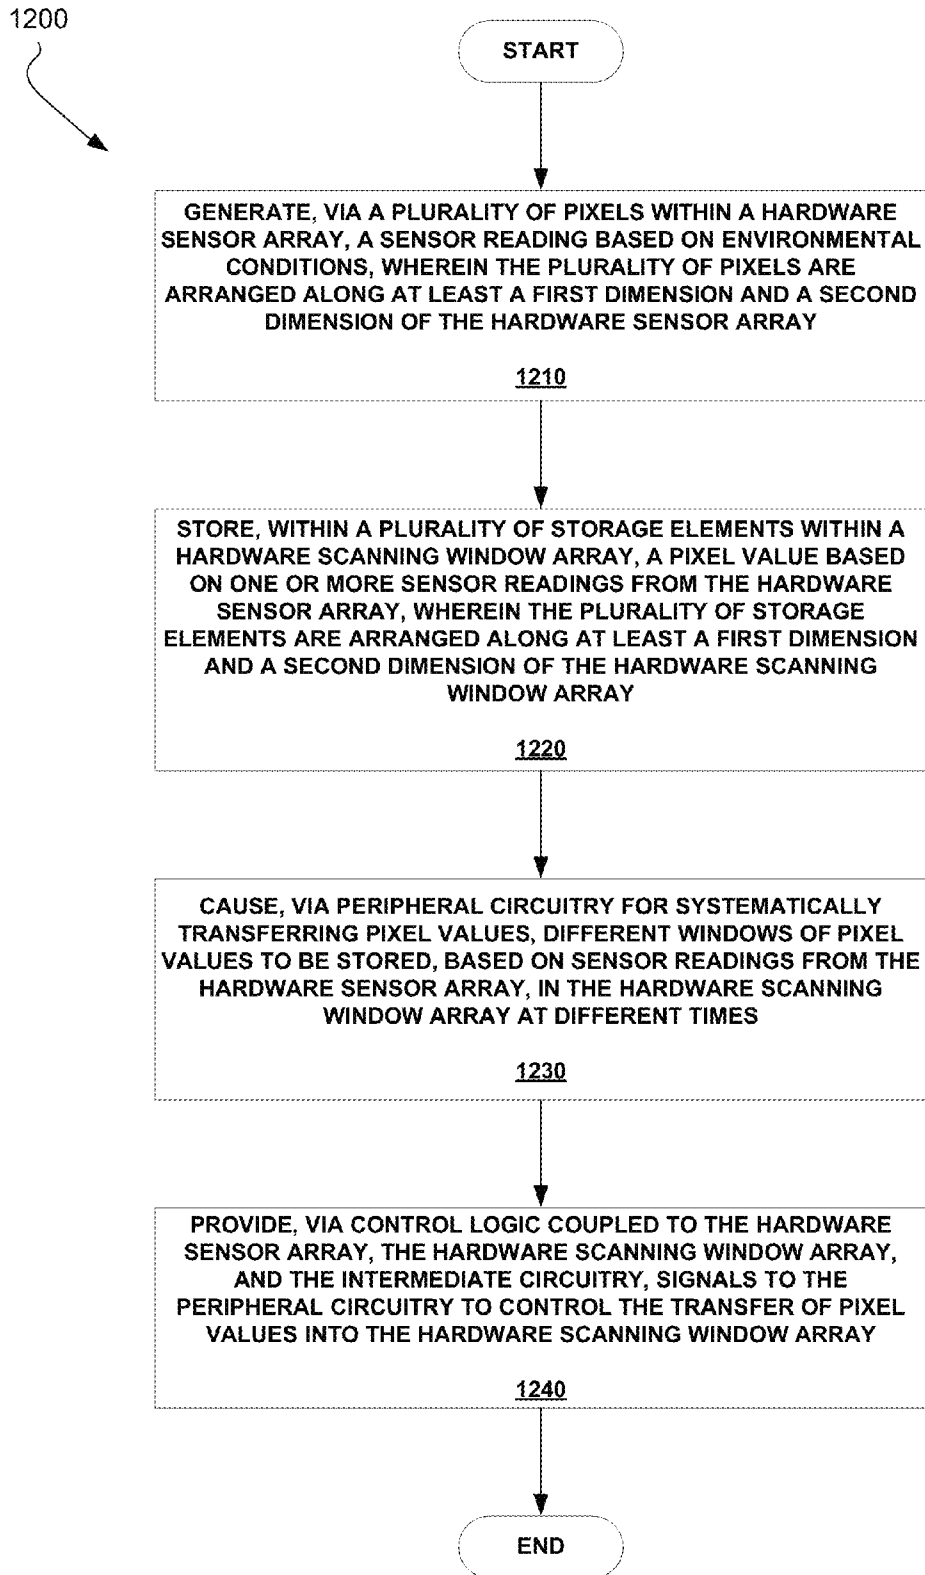 1200
START
GENERATE, VIA A PLURALITY OF PIXELS WITHIN A HARDWARE
SENSOR ARRAY, A SENSOR READING BASED ON ENVIRONMENTAL
CONDITIONS, WHEREIN THE PLURALITY OF PIXELS ARE
ARRANGED ALONG AT LEAST A FIRST DIMENSION AND A SECOND
DIMENSION OF THE HARDWARE SENSOR ARRAY
1210
STORE, WITHIN A PLURALITY OF STORAGE ELEMENTS WITHIN A
HARDWARE SCANNING WINDOW ARRAY, A PIXEL VALUE BASED
ON ONE OR MORE SENSOR READINGS FROM THE HARDWARE
SENSOR ARRAY, WHEREIN THE PLURALITY OF STORAGE
ELEMENTS ARE ARRANGED ALONG AT LEAST A FIRST DIMENSION
AND A SECOND DIMENSION OF THE HARDWARE SCANNING
WINDOW ARRAY
1220
CAUSE, VIA PERIPHERAL CIRCUITRY FOR SYSTEMATICALLY
TRANSFERRING PIXEL VALUES, DIFFERENT WINDOWS OF PIXEL
VALUES TO BE STORED, BASED ON SENSOR READINGS FROM THE
HARDWARE SENSOR ARRAY, IN THE HARDWARE SCANNING
WINDOW ARRAY AT DIFFERENT TIMES
1230
PROVIDE, VIA CONTROL LOGIC COUPLED TO THE HARDWARE
SENSOR ARRAY, THE HARDWARE SCANNING WINDOW ARRAY,
AND THE INTERMEDIATE CIRCUITRY, SIGNALS TO THE
PERIPHERAL CIRCUITRY TO CONTROL THE TRANSFER OF PIXEL
VALUES INTO THE HARDWARE SCANNING WINDOW ARRAY
1240
END